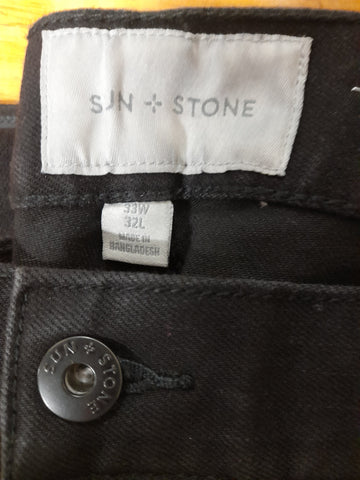 SUN + STONE
33W
32L
MADE IN
BANGLADESH
SUN + STONE